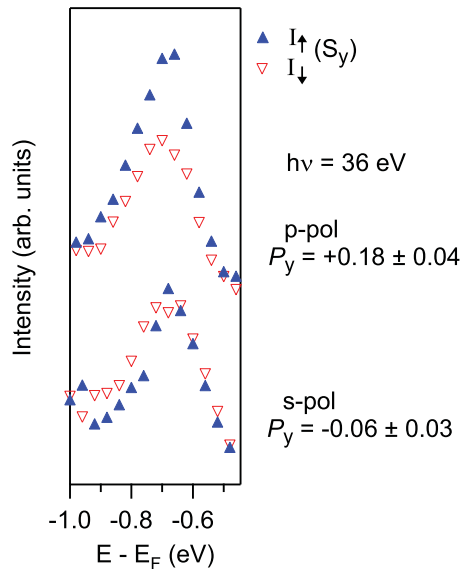 ▲ I↑ (Sy)
▽ I↓
hν = 36 eV
p-pol
Py = +0.18 ± 0.04
s-pol
Py = -0.06 ± 0.03
Intensity (arb. units)
-1.0 -0.8 -0.6
E - EF (eV)